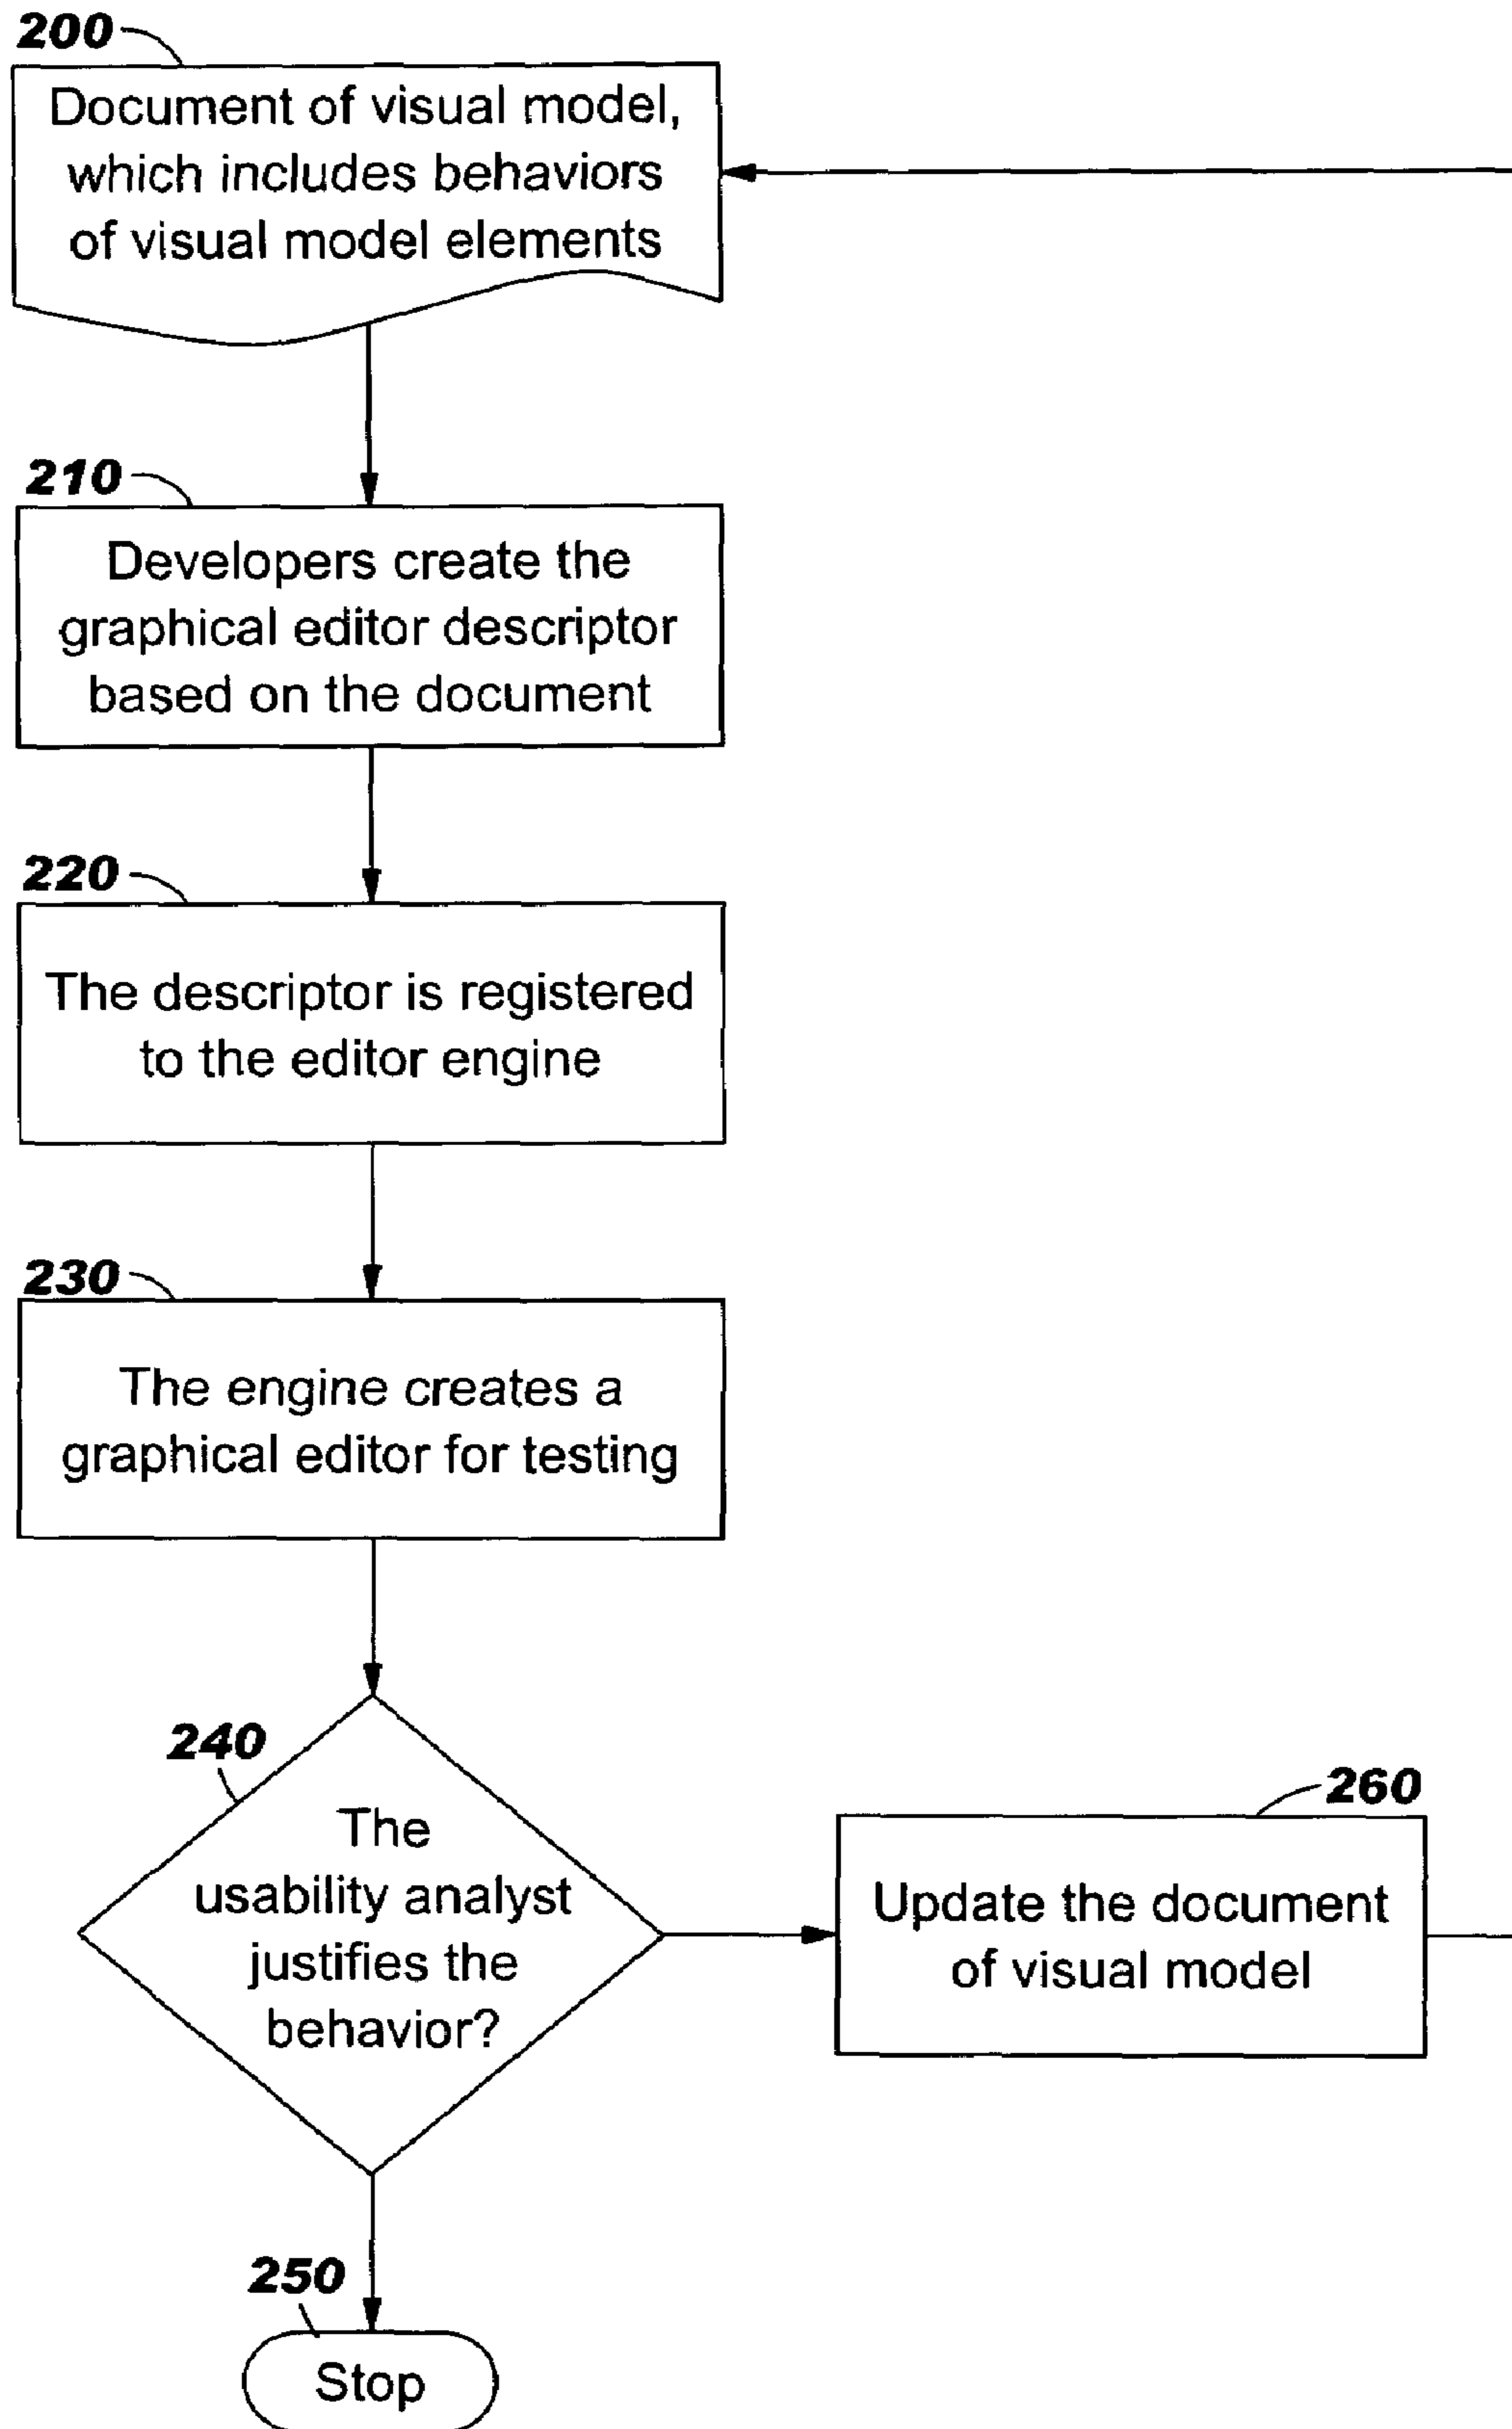 200
Document of visual model,
which includes behaviors
of visual model elements
210
Developers create the
graphical editor descriptor
based on the document
220
The descriptor is registered
to the editor engine
230
The engine creates a
graphical editor for testing
240
The
usability analyst
justifies the
behavior?
260
Update the document
of visual model
250
Stop